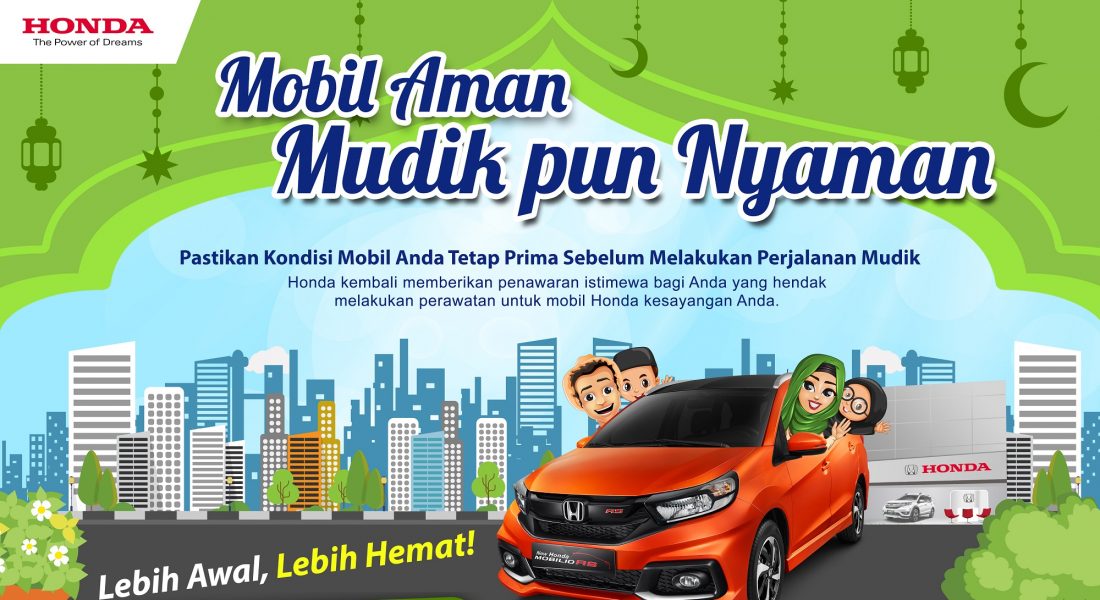 HONDA
The Power of Dreams
Mobil Aman
Mudik pun Nyaman
Pastikan Kondisi Mobil Anda Tetap Prima Sebelum Melakukan Perjalanan Mudik
Honda kembali memberikan penawaran istimewa bagi Anda yang hendak
melakukan perawatan untuk mobil Honda kesayangan Anda.
HONDA
RS
New Honda
MOBILIO RS
Lebih Awal, Lebih Hemat!